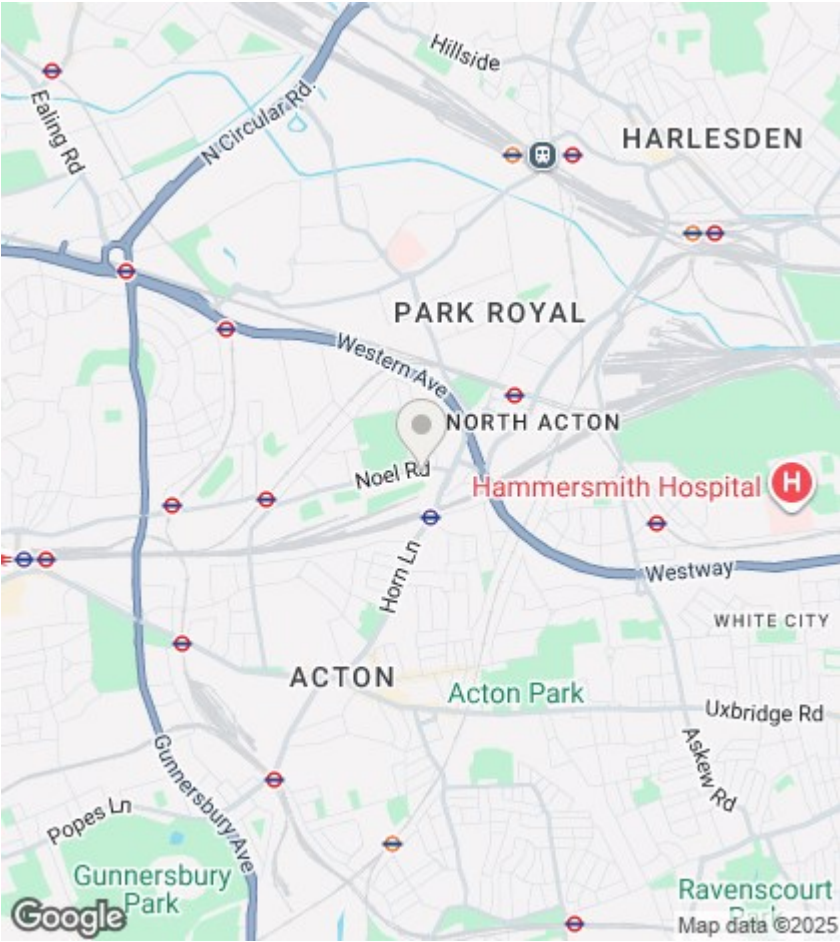 Hillside
Ealing Rd
N Circular Rd.
HARLESDEN
PARK ROYAL
Western Ave
NORTH ACTON
Noel Rd
Hammersmith Hospital
H
Horn Ln
Westway
WHITE CITY
ACTON
Acton Park
Uxbridge Rd
Askew Rd
Gunnersbury Ave
Popes Ln
Gunnersbury
Park
Ravenscourt
Park
Google
Map data ©2025